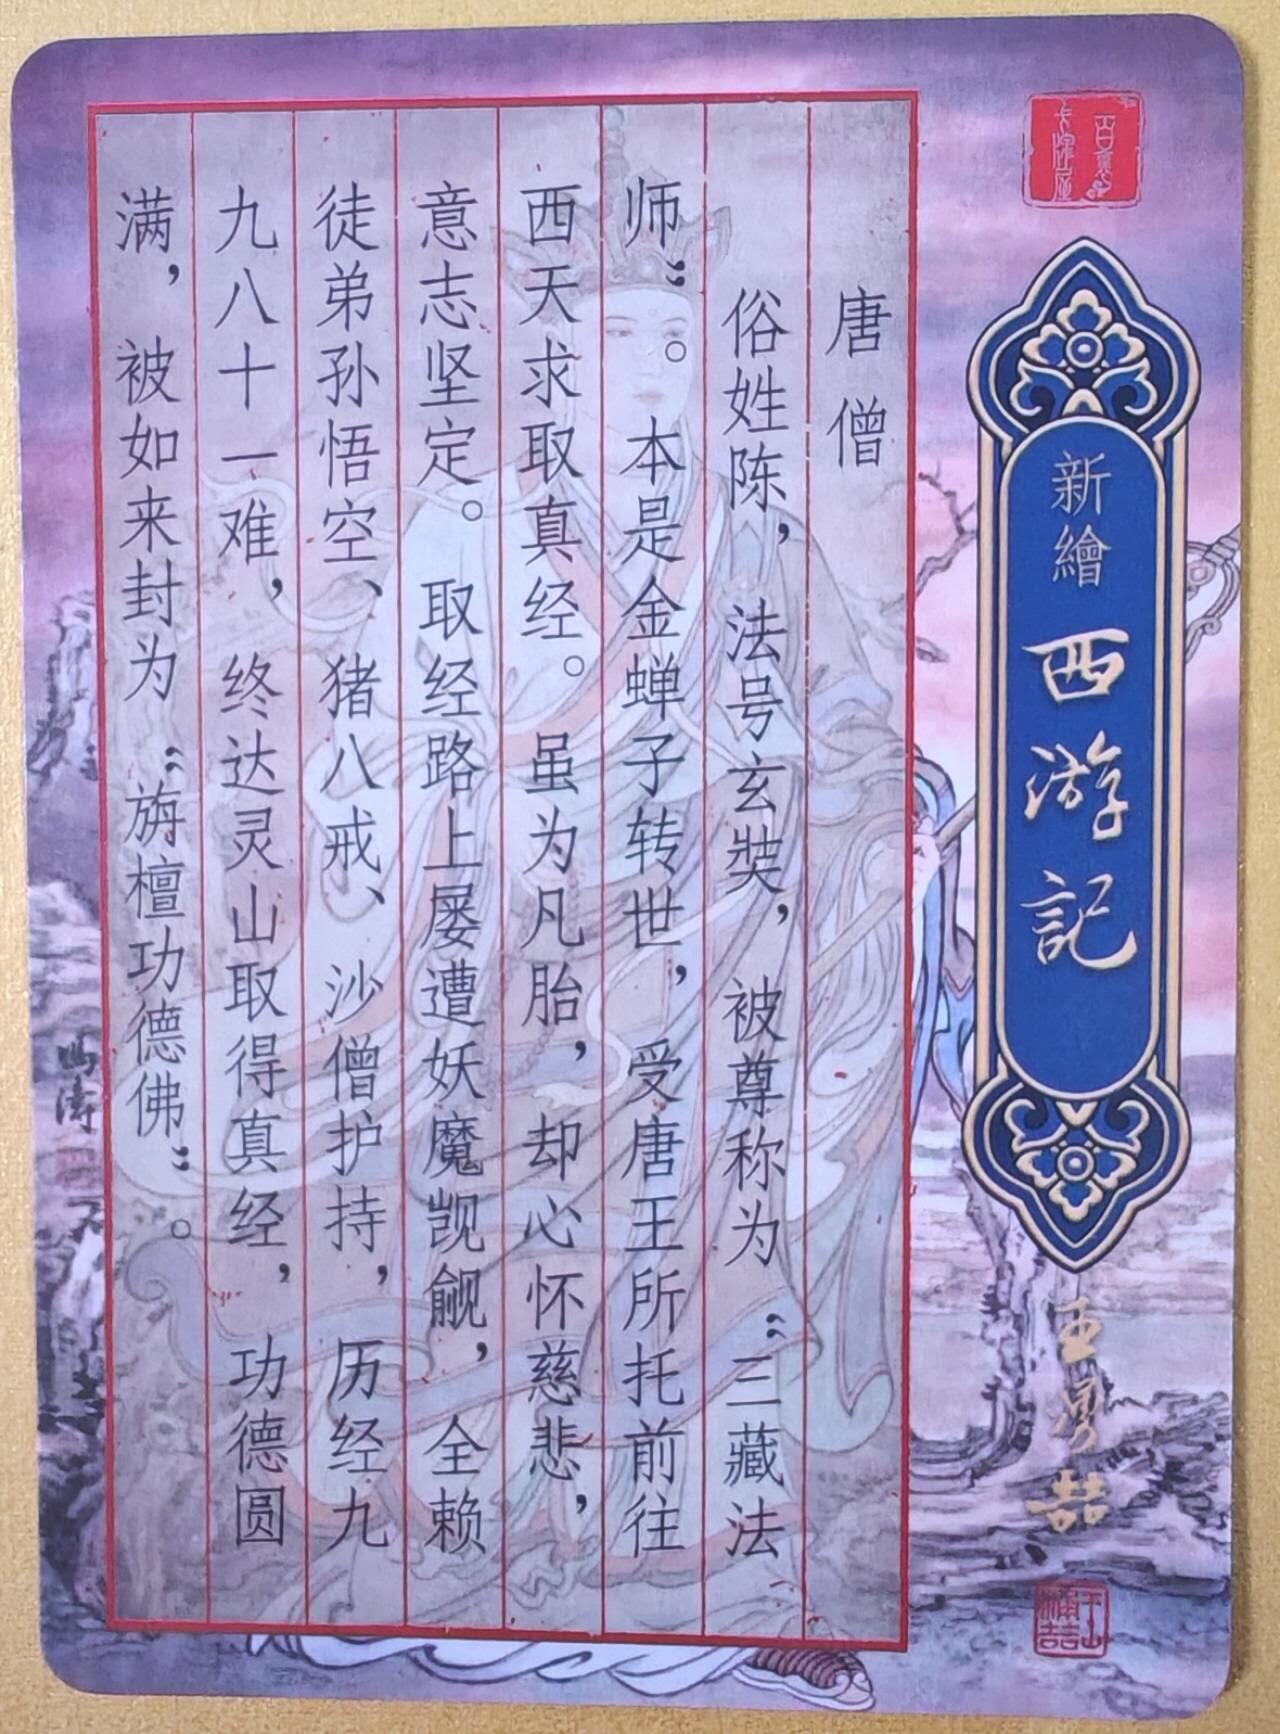 新繪西游記
唐僧
俗姓陈，法号玄奘，被尊称为“三藏法
师”。本是金蝉子转世，受唐王所托前往
西天求取真经。虽为凡胎，却心怀慈悲，
意志坚定。取经路上屡遭妖魔觊觎，全赖
徒弟孙悟空、猪八戒、沙僧护持，历经九
九八十一难，终达灵山取得真经，功德圆
满，被如来封为“旃檀功德佛”。